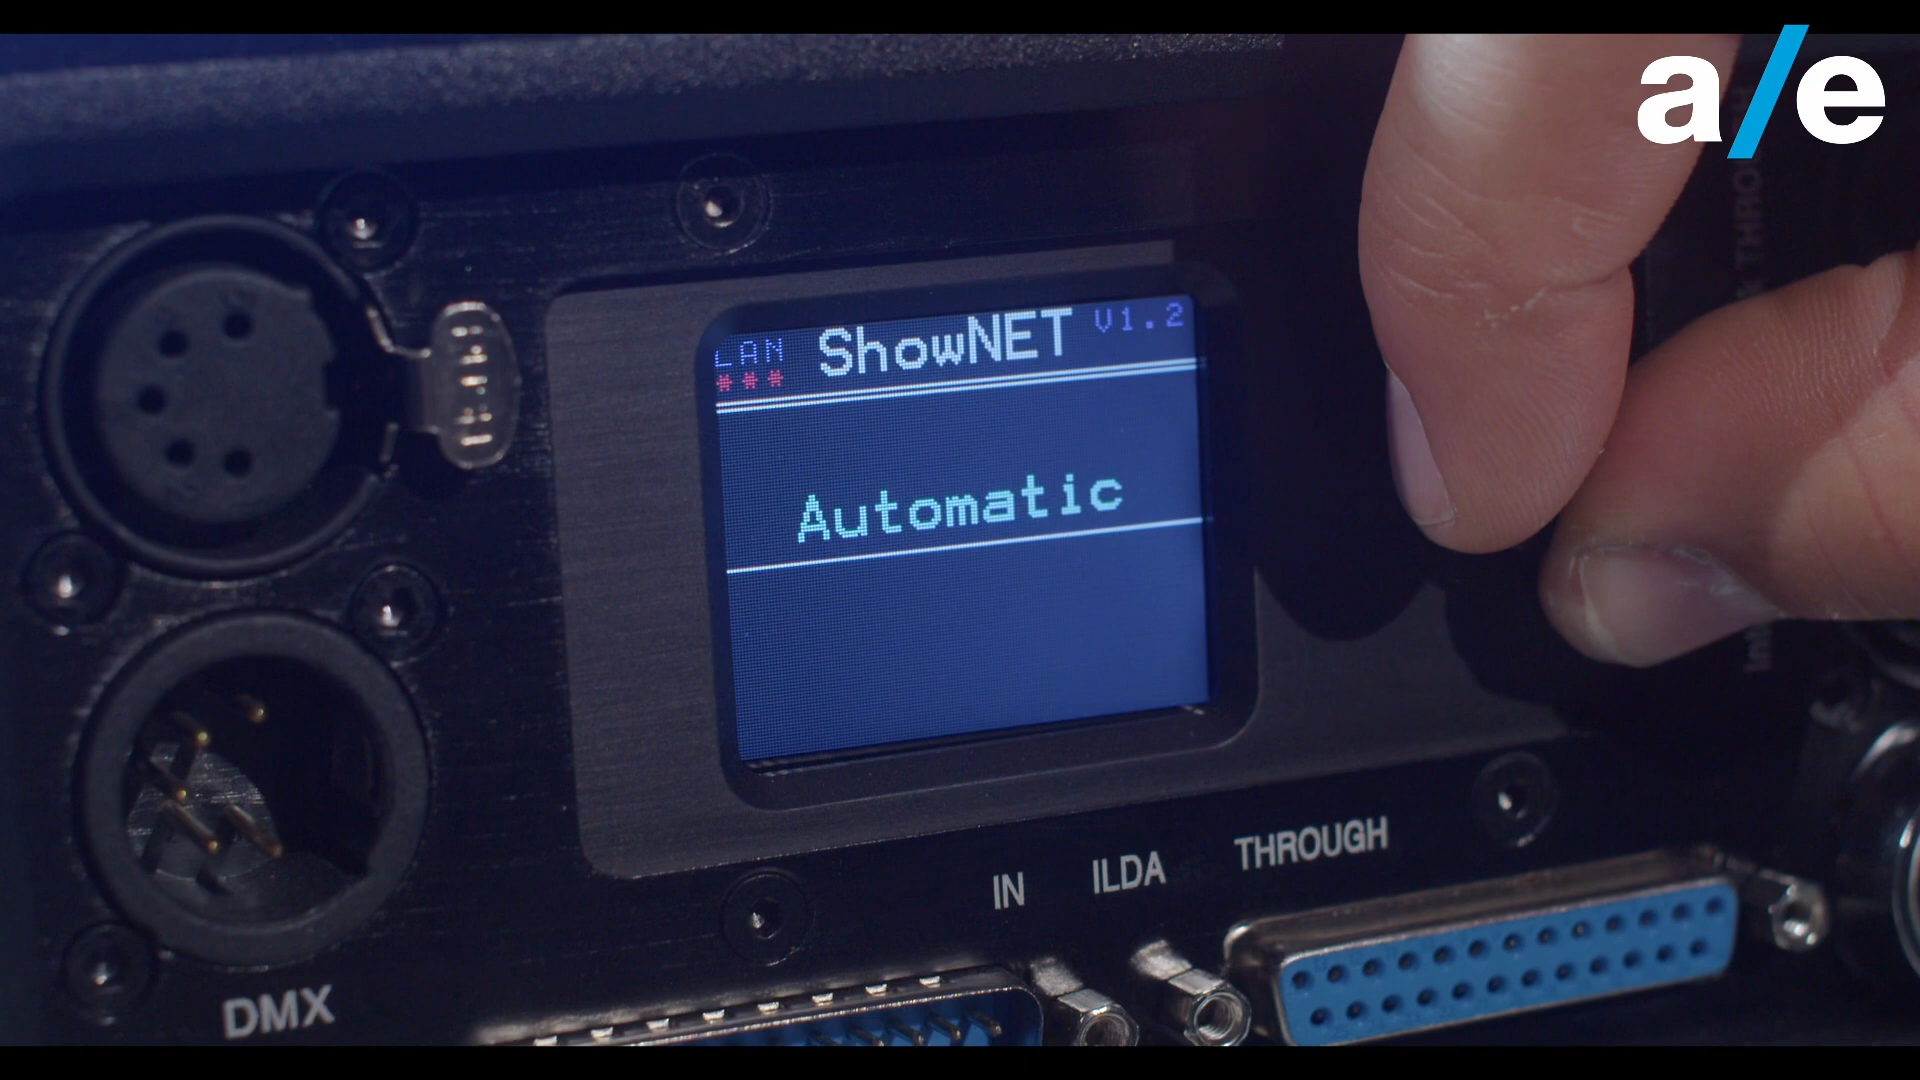 a/e
LAN
***
ShowNET
V1.2
Automatic
IN
ILDA
THROUGH
DMX